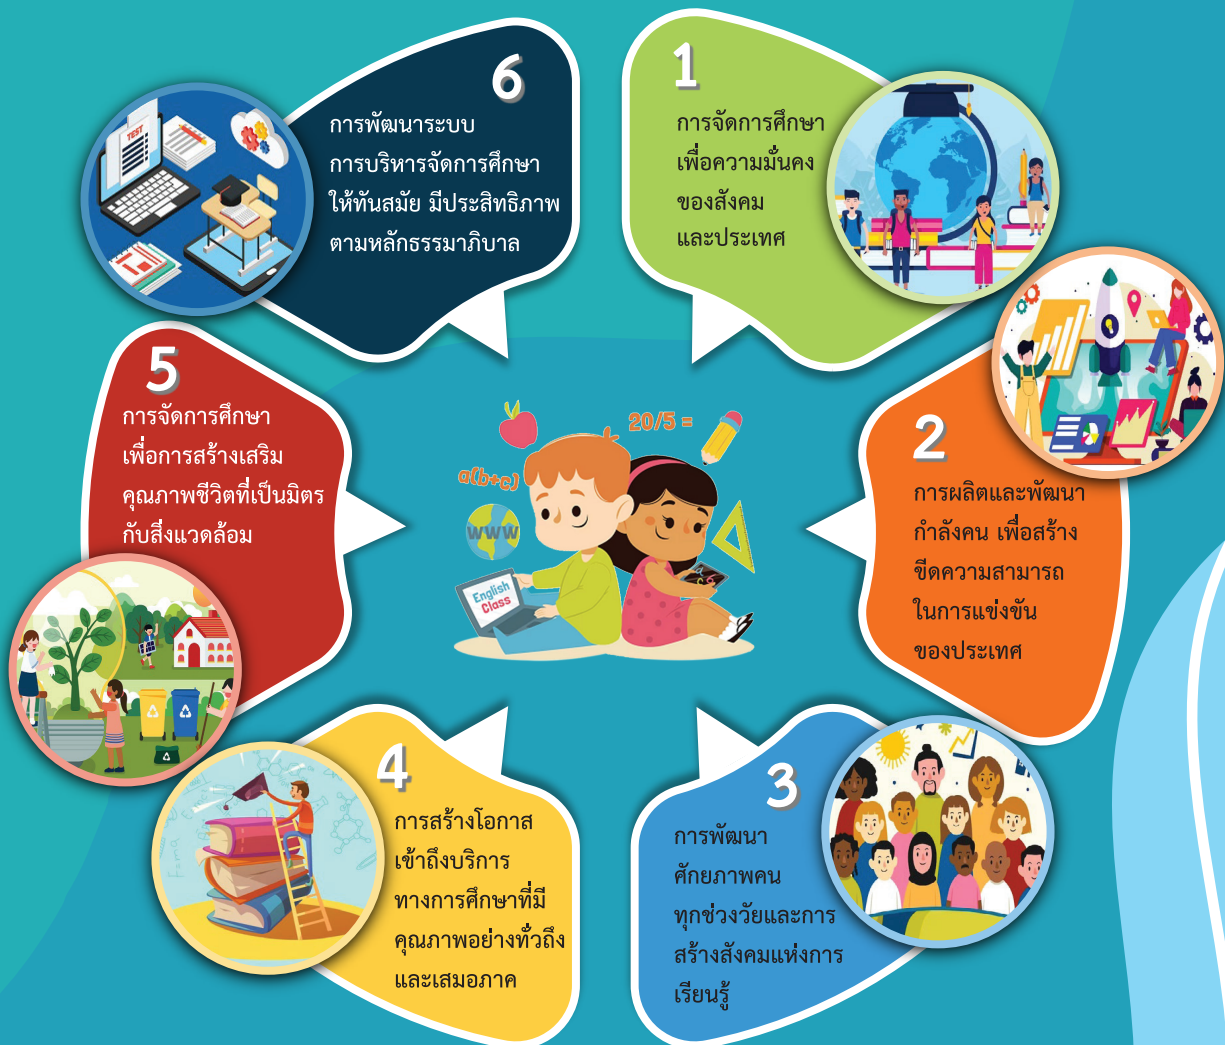 1
การจัดการศึกษา
เพื่อความมั่นคง
ของสังคม
และประเทศ
2
การผลิตและพัฒนา
กำลังคน เพื่อสร้าง
ขีดความสามารถ
ในการแข่งขัน
ของประเทศ
3
การพัฒนา
ศักยภาพคน
ทุกช่วงวัยและการ
สร้างสังคมแห่งการ
เรียนรู้
4
การสร้างโอกาส
เข้าถึงบริการ
ทางการศึกษาที่มี
คุณภาพอย่างทั่วถึง
และเสมอภาค
5
การจัดการศึกษา
เพื่อการสร้างเสริม
คุณภาพชีวิตที่เป็นมิตร
กับสิ่งแวดล้อม
6
การพัฒนาระบบ
การบริหารจัดการศึกษา
ให้ทันสมัย มีประสิทธิภาพ
ตามหลักธรรมาภิบาล
TEST
20/5 =
a(b+c)
WWW
English
Class